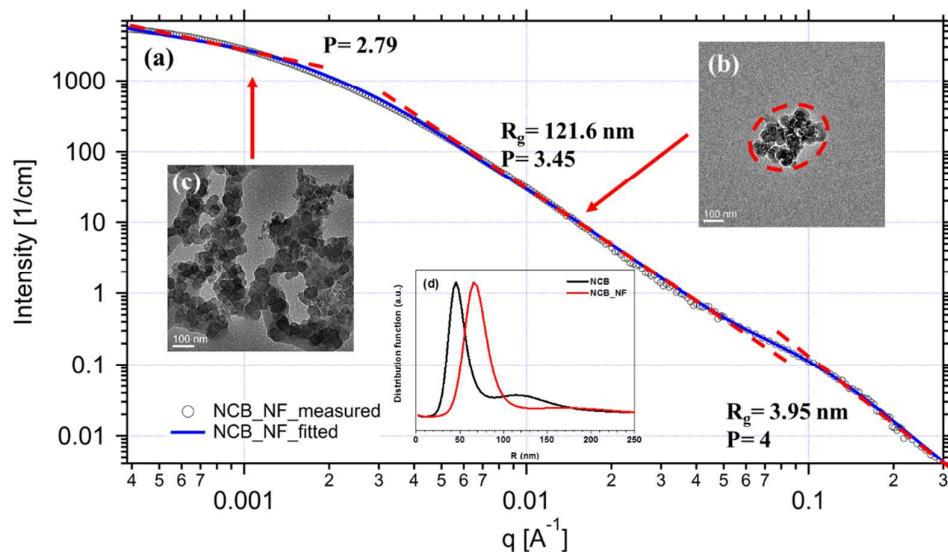 (a)
P= 2.79
(b)
100 nm
R_g= 121.6 nm
P= 3.45
(c)
100 nm
(d)
NCB
NCB_NF
Distribution function (a.u.)
0 50 100 150 200 250
R (nm)
R_g= 3.95 nm
P= 4
NCB_NF_measured
NCB_NF_fitted
Intensity [1/cm]
1000
100
10
1
0.1
0.01
4 5 6 7 2 3 4 5 6 7 2 3 4 5 6 7 2 3
0.001 0.01 0.1
q [A⁻¹]